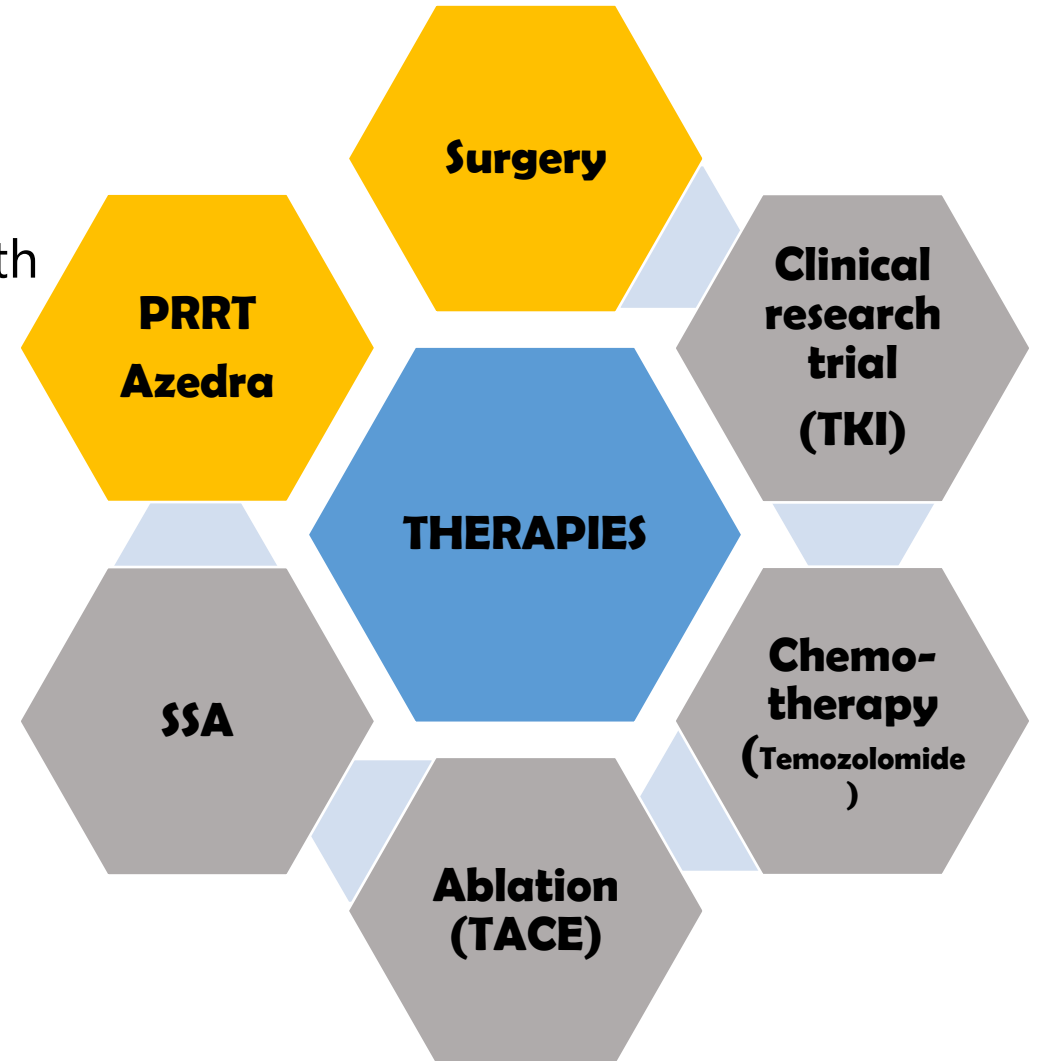 Surgery
th
PRRT
Azedra
Clinical
research
trial
(TKI)
THERAPIES
Chemo-
therapy
(Temozolomide
)
SSA
Ablation
(TACE)